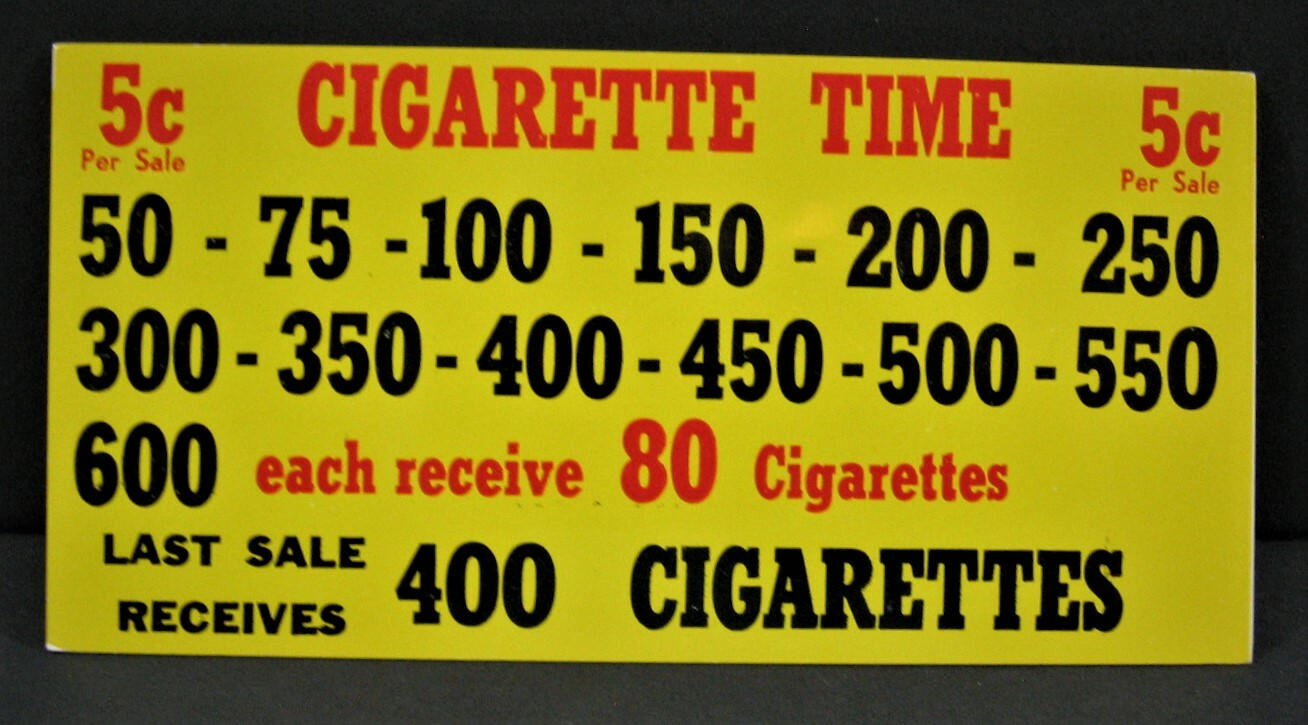 5c CIGARETTE TIME 5c
Per Sale Per Sale
50 - 75 - 100 - 150 - 200 - 250
300 - 350 - 400 - 450 - 500 - 550
600 each receive 80 Cigarettes
LAST SALE
RECEIVES 400 CIGARETTES